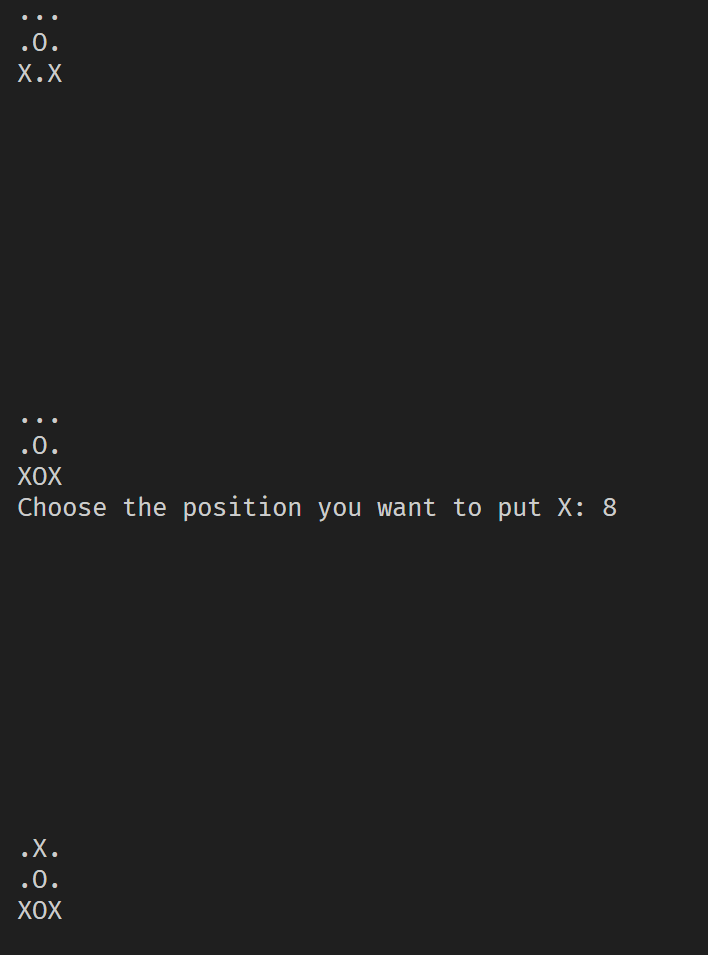 ...
.O.
X.X
...
.O.
XOX
Choose the position you want to put X: 8
.X.
.O.
XOX